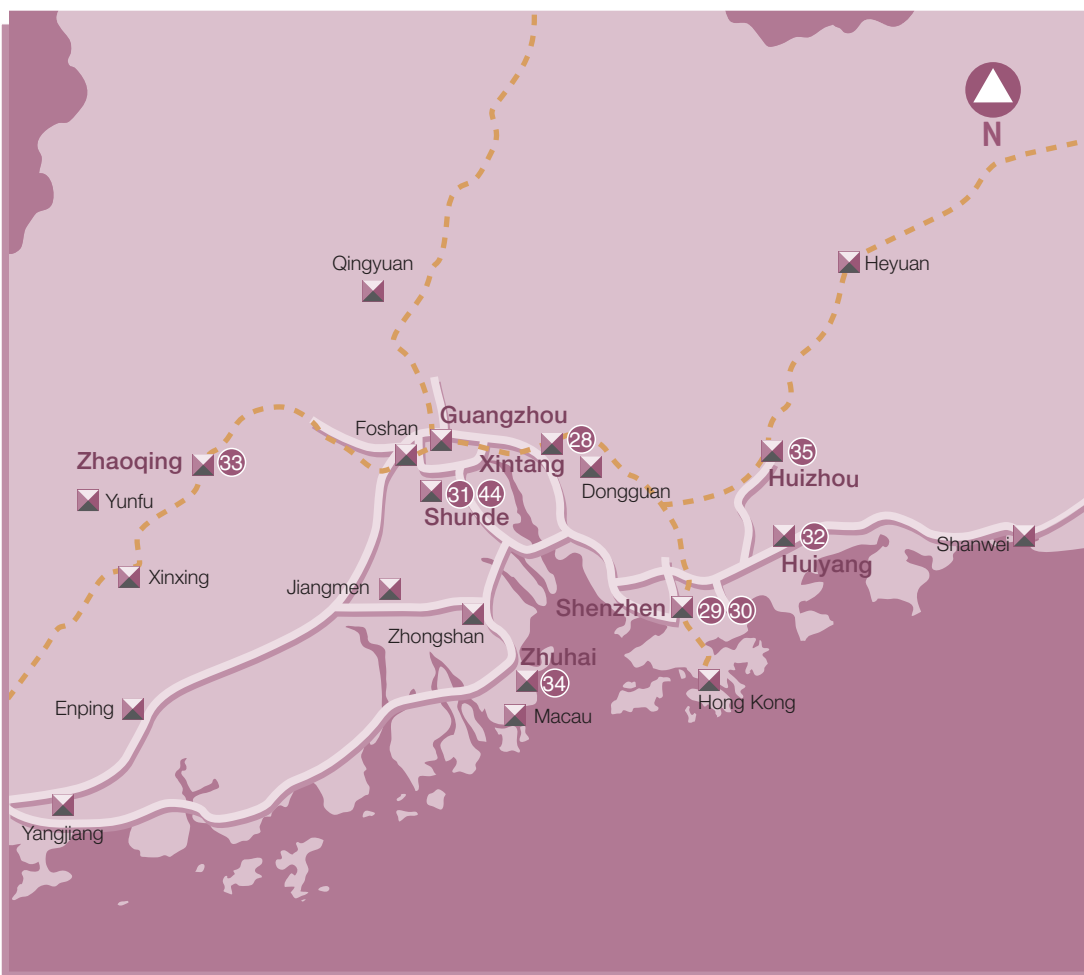 N
Qingyuan
Heyuan
Guangzhou
Foshan
28
Xintang
35
Huizhou
Zhaoqing
33
Dongguan
Yunfu
31
44
Shunde
32
Shanwei
Huiyang
Xinxing
Jiangmen
Shenzhen
29
30
Zhongshan
Zhuhai
34
Hong Kong
Enping
Macau
Yangjiang